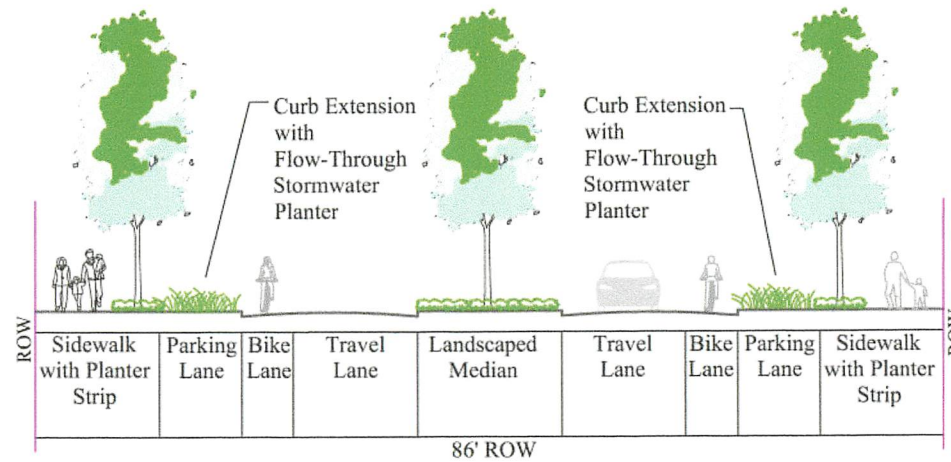 Curb Extension
with
Flow-Through
Stormwater
Planter
Curb Extension
with
Flow-Through
Stormwater
Planter
ROW
Sidewalk
with Planter
Strip
Parking
Lane
Bike
Lane
Travel
Lane
Landscaped
Median
Travel
Lane
Bike
Lane
Parking
Lane
Sidewalk
with Planter
Strip
ROW
86' ROW